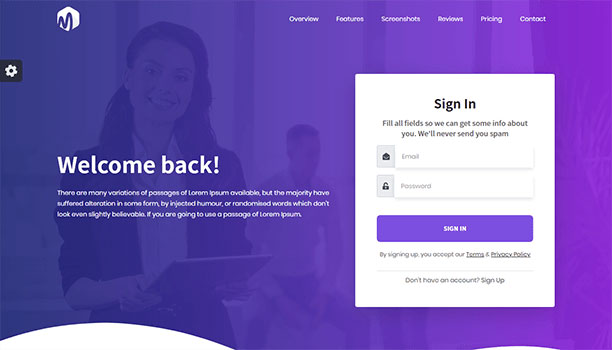 M
Overview Features Screenshots Reviews Pricing Contact
Welcome back!
There are many variations of passages of Lorem Ipsum available, but the majority have
suffered alteration in some form, by injected humour, or randomised words which don't
look even slightly believable. If you are going to use a passage of Lorem Ipsum.
Sign In
Fill all fields so we can get some info about
you. We'll never send you spam
Email
Password
SIGN IN
By signing up, you accept our Terms & Privacy Policy
Don't have an account? Sign Up